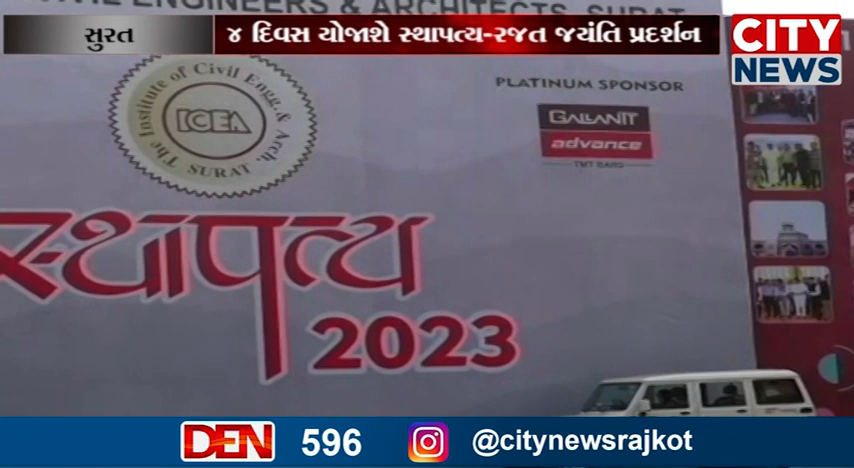 CIVIL ENGINEERS & ARCHITECTS, SURAT
સુરત
૪ દિવસ યોજાશે સ્થાપત્ય-રજત જયંતિ પ્રદર્શન
CITY
NEWS
The Institute of Civil Engg. & Arch.
ICEA
SURAT
PLATINUM SPONSOR
GALLANTT
advance
TMT BARS
स्थापत्य
2023
DEN 596
@citynewsrajkot